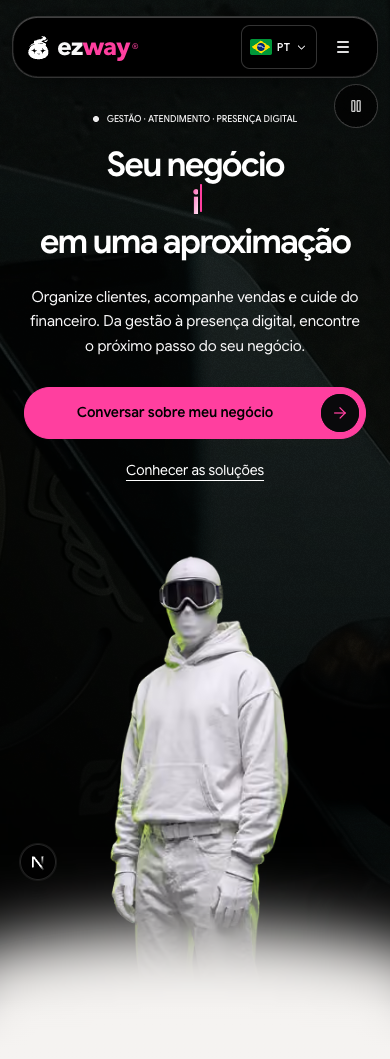 ezway®
PT
GESTÃO · ATENDIMENTO · PRESENÇA DIGITAL
Seu negócio
i
em uma aproximação
Organize clientes, acompanhe vendas e cuide do
financeiro. Da gestão à presença digital, encontre
o próximo passo do seu negócio.
Conversar sobre meu negócio
Conhecer as soluções
N